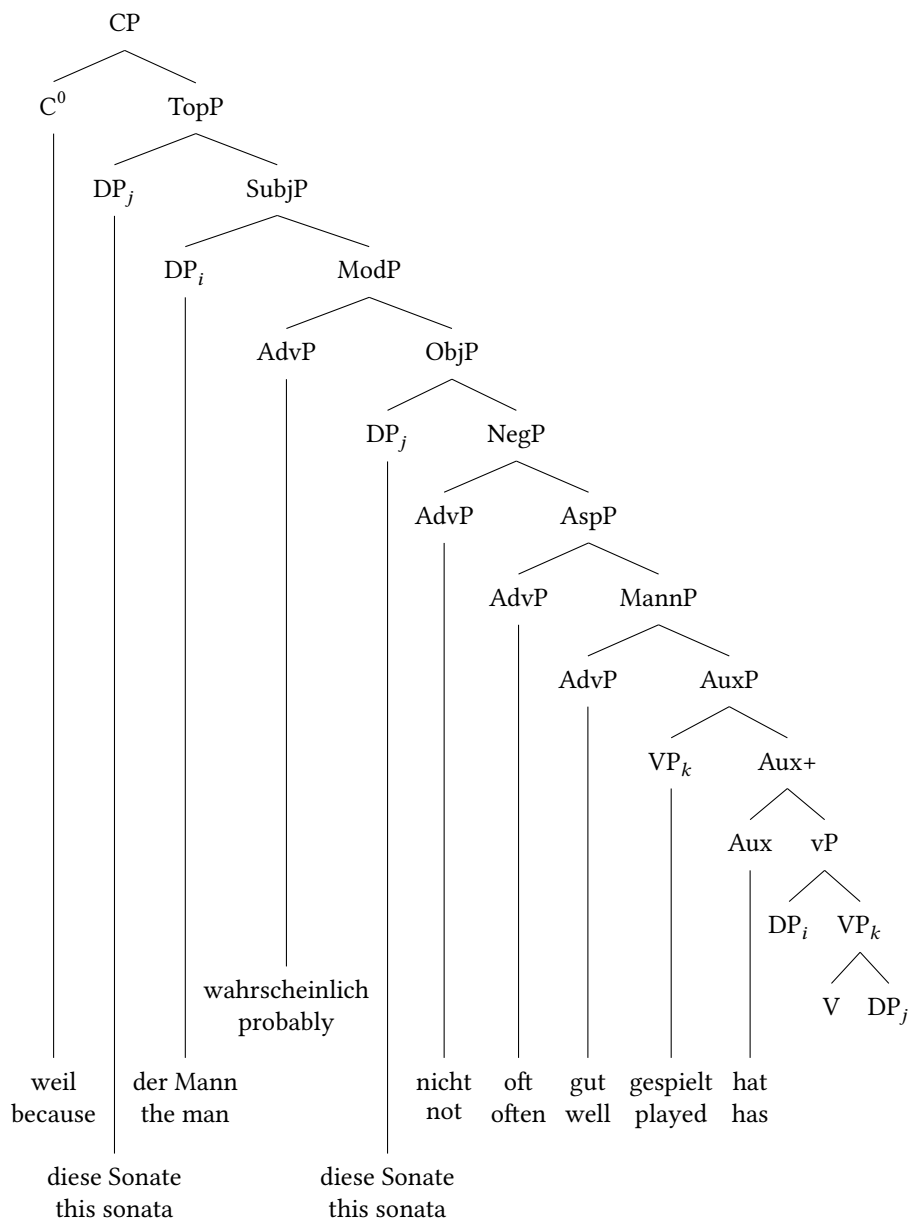 CP
C⁰ TopP
DPⱼ SubjP
DPᵢ ModP
AdvP ObjP
DPⱼ NegP
AdvP AspP
AdvP MannP
AdvP AuxP
VPₖ Aux+
Aux vP
DPᵢ VPₖ
V DPⱼ
wahrscheinlich
probably
weil der Mann nicht oft gut gespielt hat
because the man not often well played has
diese Sonate diese Sonate
this sonata this sonata